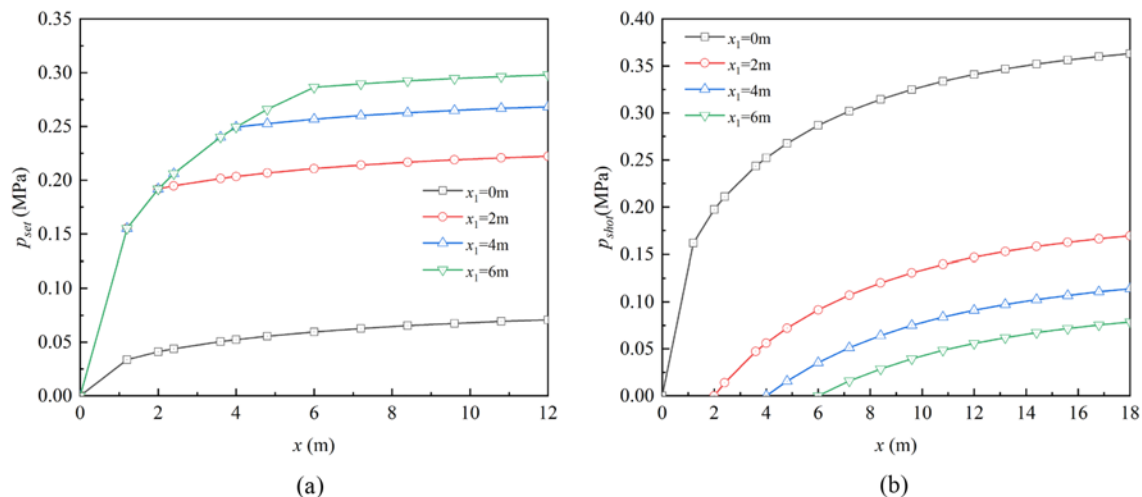 (a)
0.35
0.30
0.25
0.20
0.15
0.10
0.05
0.00
p_set (MPa)
x₁=0m
x₁=2m
x₁=4m
x₁=6m
0 2 4 6 8 10 12
x (m)
(a)
(b)
0.40
0.35
0.30
0.25
0.20
0.15
0.10
0.05
0.00
p_shot(MPa)
x₁=0m
x₁=2m
x₁=4m
x₁=6m
0 2 4 6 8 10 12 14 16 18
x (m)
(b)